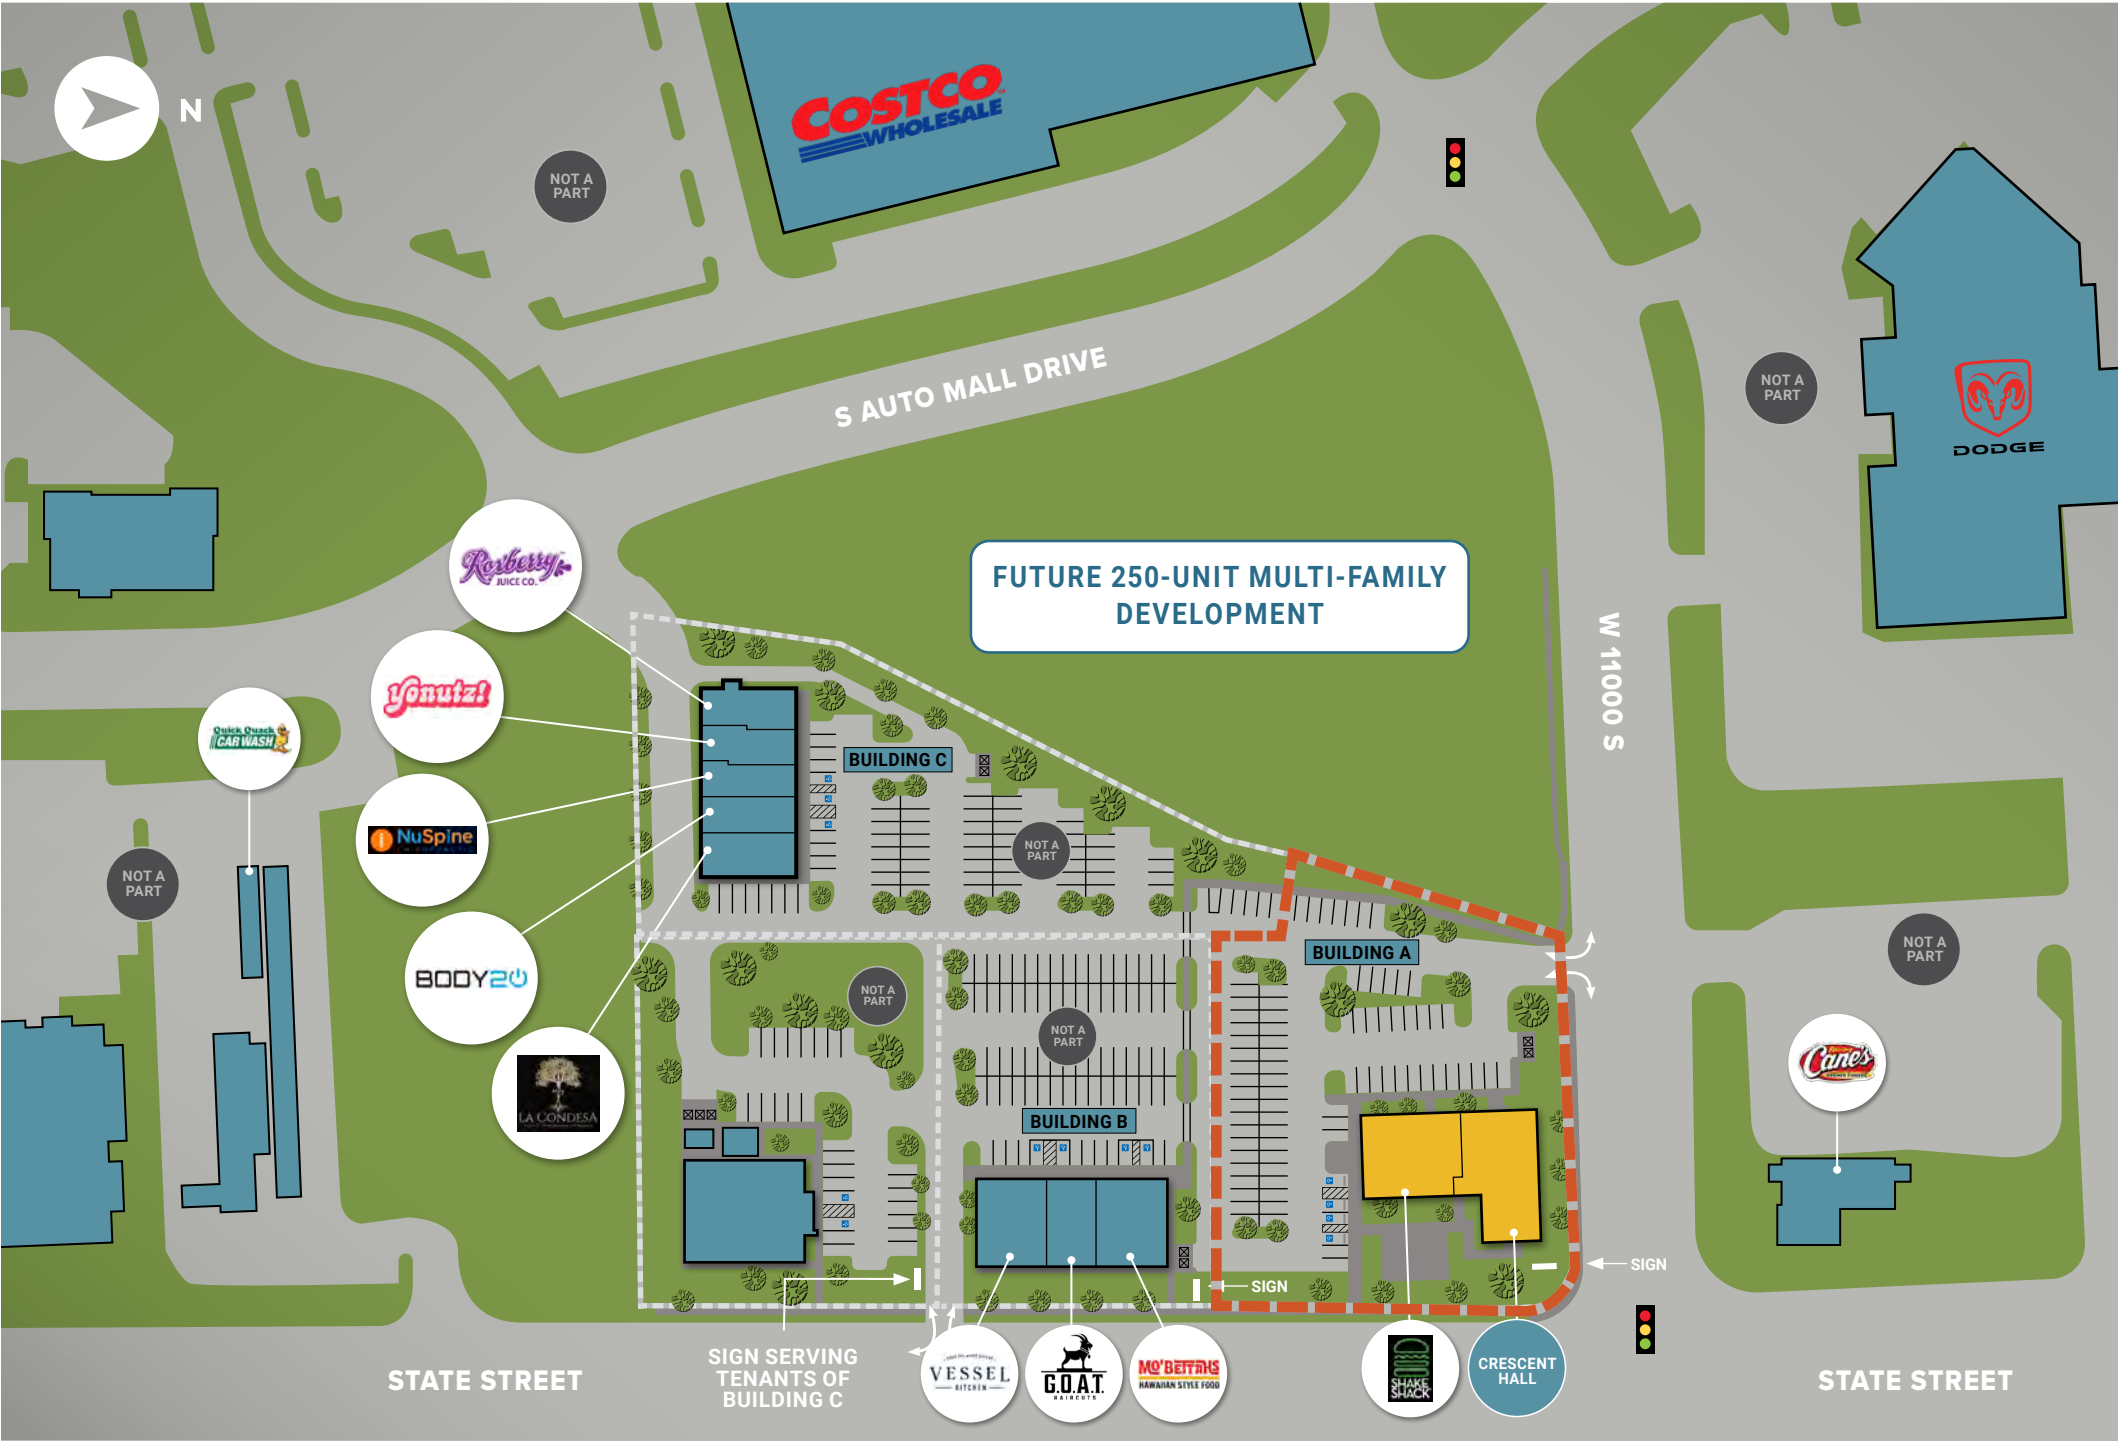 N
COSTCO
WHOLESALE
NOT A
PART
S AUTO MALL DRIVE
NOT A
PART
DODGE
Roxberry
JUICE CO.
FUTURE 250-UNIT MULTI-FAMILY
DEVELOPMENT
W 11000 S
yonutz!
Quick Quack
CAR WASH
BUILDING C
NuSpine
NOT A
PART
NOT A
PART
BODY20
NOT A
PART
NOT A
PART
BUILDING A
NOT A
PART
Cane's
LA CONDESA
BUILDING B
SIGN
SIGN
SIGN SERVING
TENANTS OF
BUILDING C
VESSEL
KITCHEN
G.O.A.T.
HAIRCUTS
MO'BETTAHS
HAWAIIAN STYLE FOOD
SHAKE
SHACK
CRESCENT
HALL
STATE STREET
STATE STREET